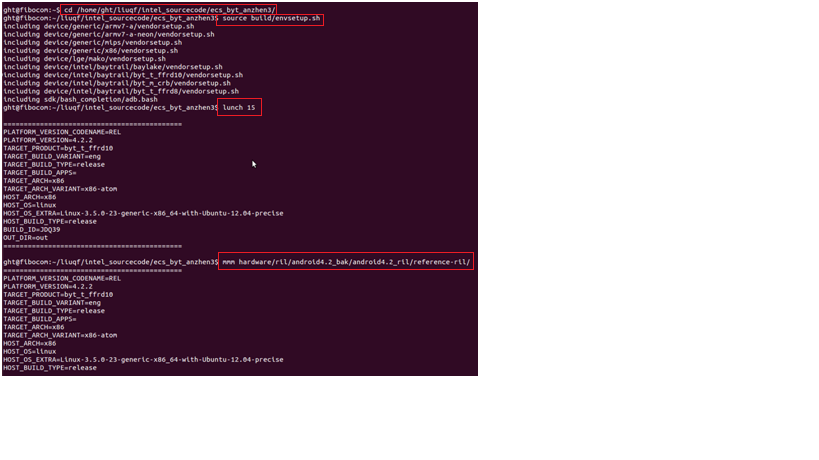 ght@fibocom:~$ cd /home/ght/liuqf/intel_sourcecode/ecs_byt_anzhen3/
ght@fibocom:~/liuqf/intel_sourcecode/ecs_byt_anzhen3$ source build/envsetup.sh
including device/generic/armv7-a/vendorsetup.sh
including device/generic/armv7-a-neon/vendorsetup.sh
including device/generic/mips/vendorsetup.sh
including device/generic/x86/vendorsetup.sh
including device/lge/mako/vendorsetup.sh
including device/intel/baytrail/baylake/vendorsetup.sh
including device/intel/baytrail/byt_t_ffrd10/vendorsetup.sh
including device/intel/baytrail/byt_m_crb/vendorsetup.sh
including device/intel/baytrail/byt_t_ffrd8/vendorsetup.sh
including sdk/bash_completion/adb.bash
ght@fibocom:~/liuqf/intel_sourcecode/ecs_byt_anzhen3$ lunch 15
============================================
PLATFORM_VERSION_CODENAME=REL
PLATFORM_VERSION=4.2.2
TARGET_PRODUCT=byt_t_ffrd10
TARGET_BUILD_VARIANT=eng
TARGET_BUILD_TYPE=release
TARGET_BUILD_APPS=
TARGET_ARCH=x86
TARGET_ARCH_VARIANT=x86-atom
HOST_ARCH=x86
HOST_OS=linux
HOST_OS_EXTRA=Linux-3.5.0-23-generic-x86_64-with-Ubuntu-12.04-precise
HOST_BUILD_TYPE=release
BUILD_ID=JDQ39
OUT_DIR=out
============================================
ght@fibocom:~/liuqf/intel_sourcecode/ecs_byt_anzhen3$ mmm hardware/ril/android4.2_bak/android4.2_ril/reference-ril/
============================================
PLATFORM_VERSION_CODENAME=REL
PLATFORM_VERSION=4.2.2
TARGET_PRODUCT=byt_t_ffrd10
TARGET_BUILD_VARIANT=eng
TARGET_BUILD_TYPE=release
TARGET_BUILD_APPS=
TARGET_ARCH=x86
TARGET_ARCH_VARIANT=x86-atom
HOST_ARCH=x86
HOST_OS=linux
HOST_OS_EXTRA=Linux-3.5.0-23-generic-x86_64-with-Ubuntu-12.04-precise
HOST_BUILD_TYPE=release